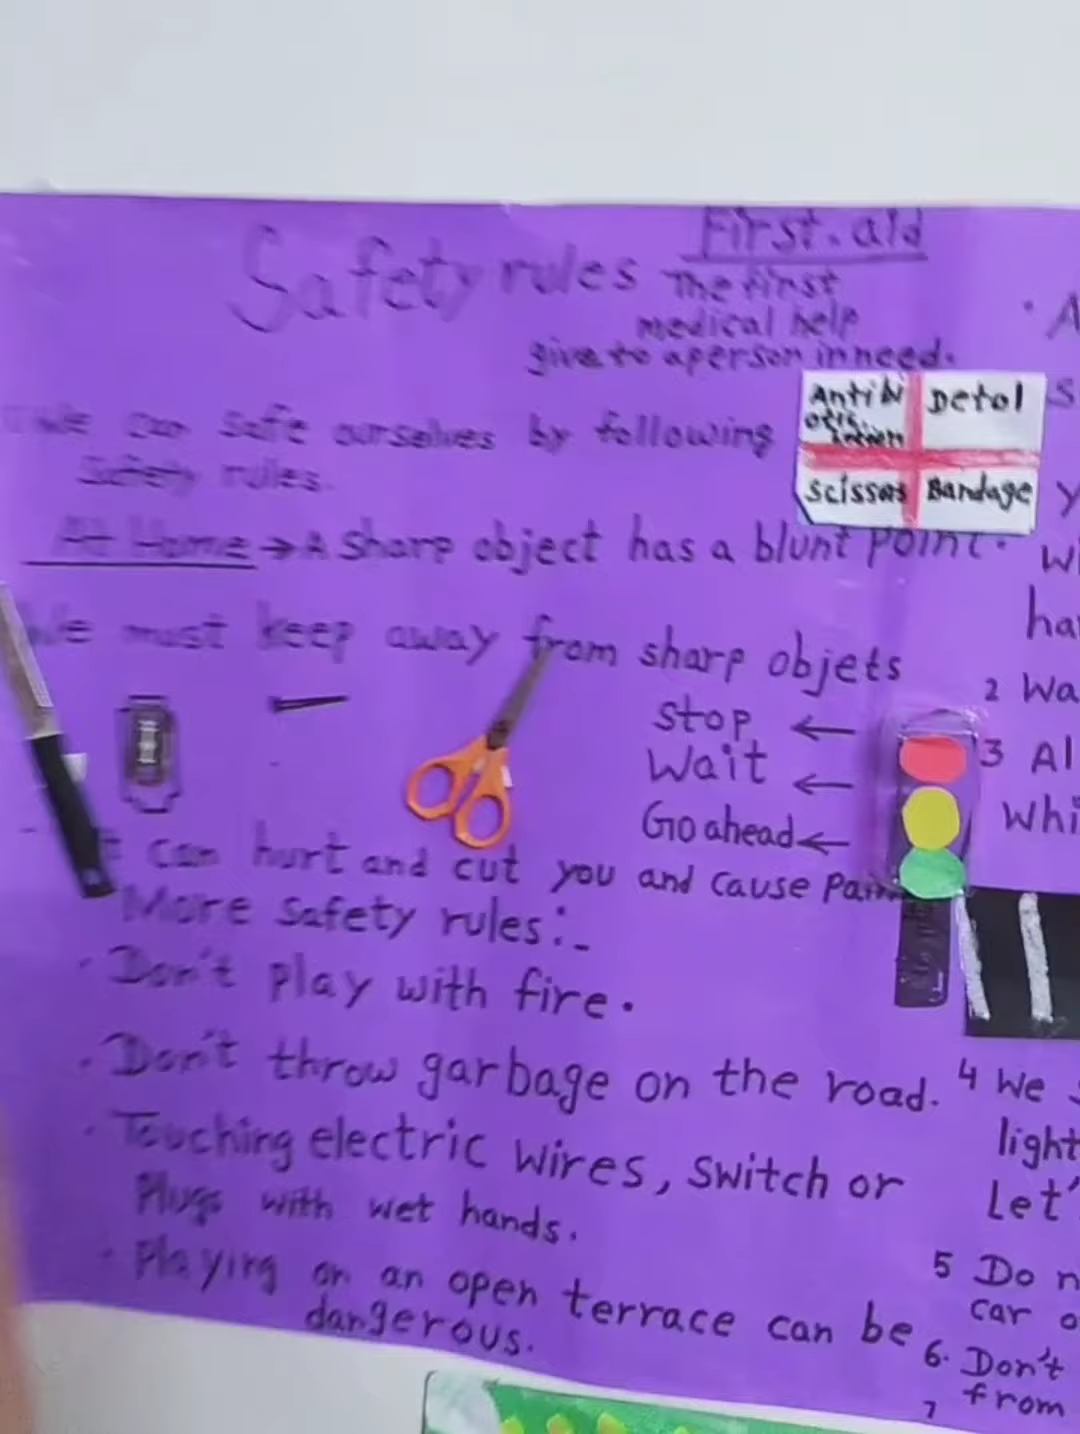 First.aid
Safety rules
The first
medical help
give to a person in need.
We can safe ourselves by following
Safety rules.
Antibi
otic
lotion
Detol
Scissors
Bandage
At Home → A Sharp object has a blunt point.
We must keep away from sharp objets
Stop ←
Wait ←
Go ahead ←
can hurt and cut you and cause pain
More safety rules:-
· Don't play with fire.
· Don't throw garbage on the road.
· Touching electric wires, switch or
Plugs with wet hands.
· Playing on an open terrace can be
dangerous.
2 Wa
3 Al
Whi
4 We
light
Let'
5 Do n
car o
6. Don't
from
7